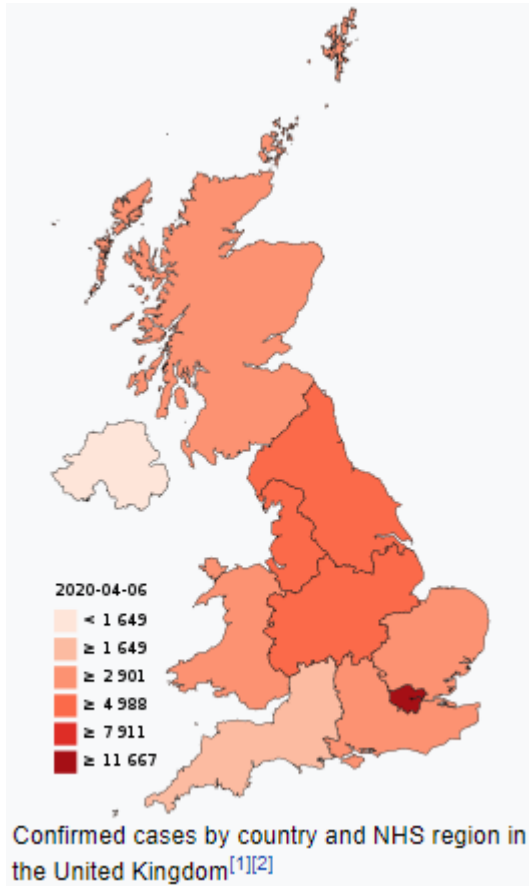 2020-04-06
< 1 649
≥ 1 649
≥ 2 901
≥ 4 988
≥ 7 911
≥ 11 667
Confirmed cases by country and NHS region in
the United Kingdom[1][2]